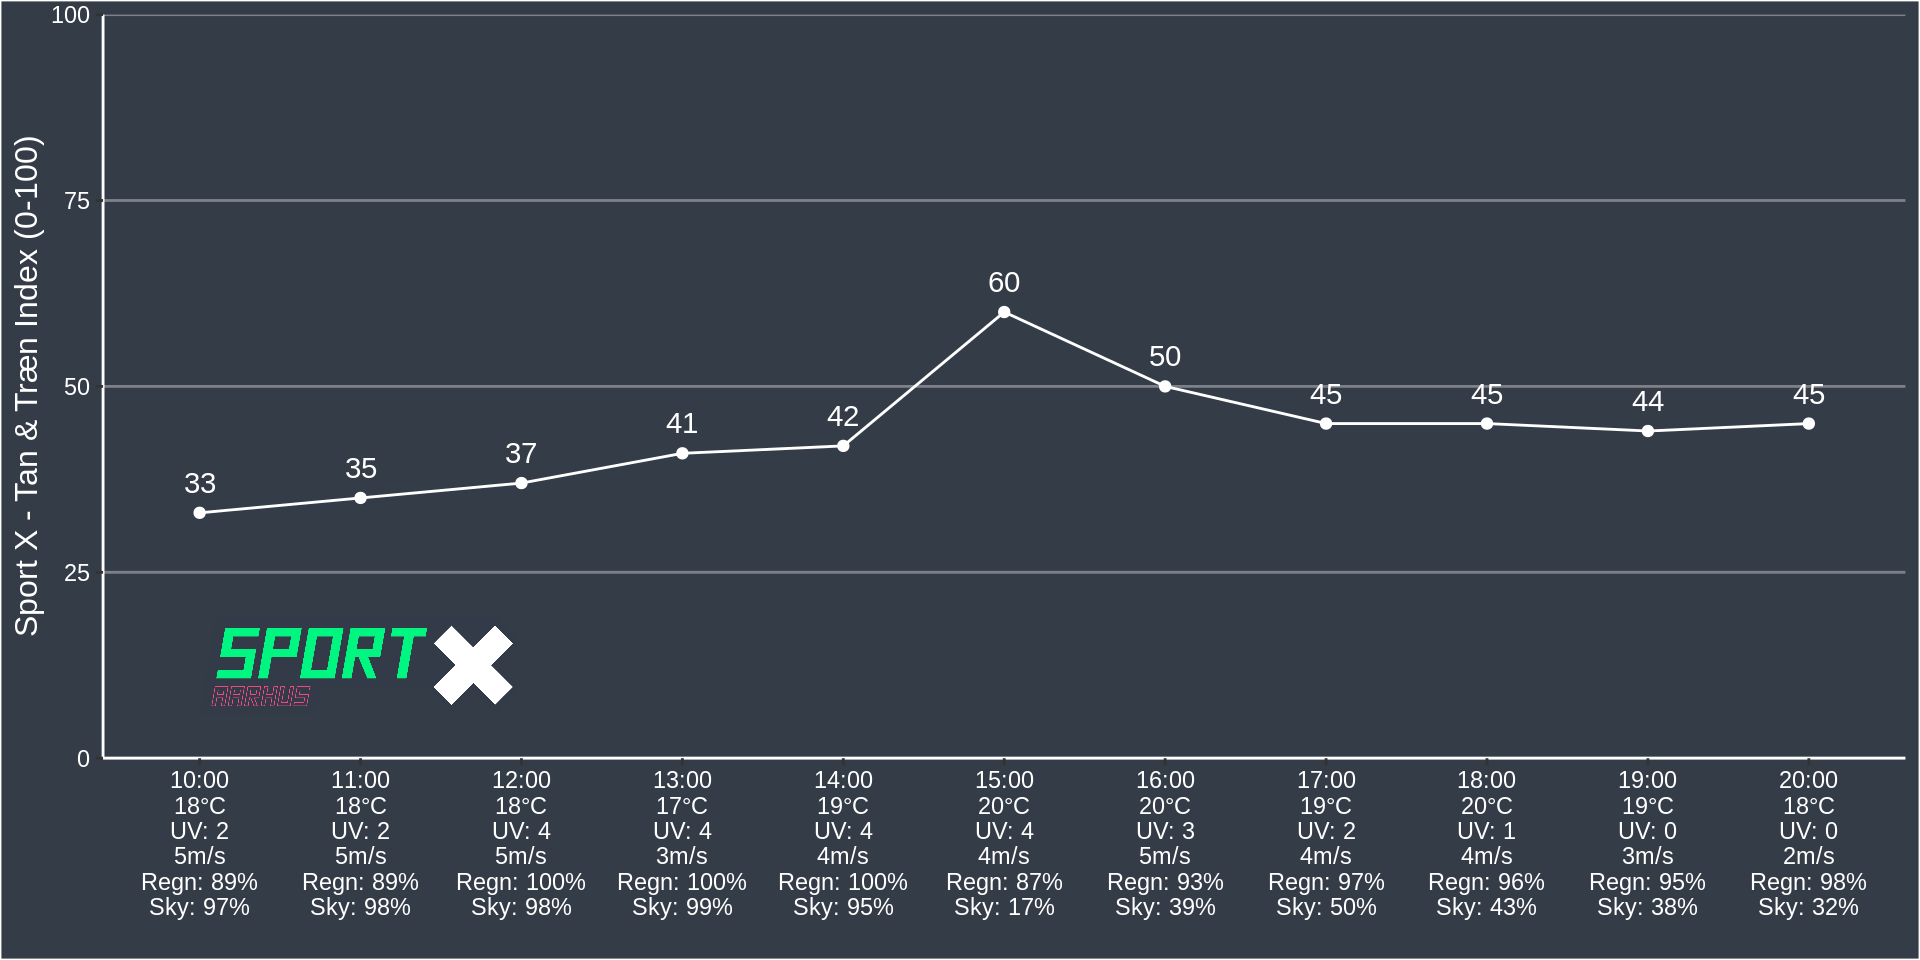 Sport X - Tan & Træn Index (0-100)
100
75
50
25
0
33
35
37
41
42
60
50
45
45
44
45
SPORT X
AARHUS
10:00
18°C
UV: 2
5m/s
Regn: 89%
Sky: 97%
11:00
18°C
UV: 2
5m/s
Regn: 89%
Sky: 98%
12:00
18°C
UV: 4
5m/s
Regn: 100%
Sky: 98%
13:00
17°C
UV: 4
3m/s
Regn: 100%
Sky: 99%
14:00
19°C
UV: 4
4m/s
Regn: 100%
Sky: 95%
15:00
20°C
UV: 4
4m/s
Regn: 87%
Sky: 17%
16:00
20°C
UV: 3
5m/s
Regn: 93%
Sky: 39%
17:00
19°C
UV: 2
4m/s
Regn: 97%
Sky: 50%
18:00
20°C
UV: 1
4m/s
Regn: 96%
Sky: 43%
19:00
19°C
UV: 0
3m/s
Regn: 95%
Sky: 38%
20:00
18°C
UV: 0
2m/s
Regn: 98%
Sky: 32%